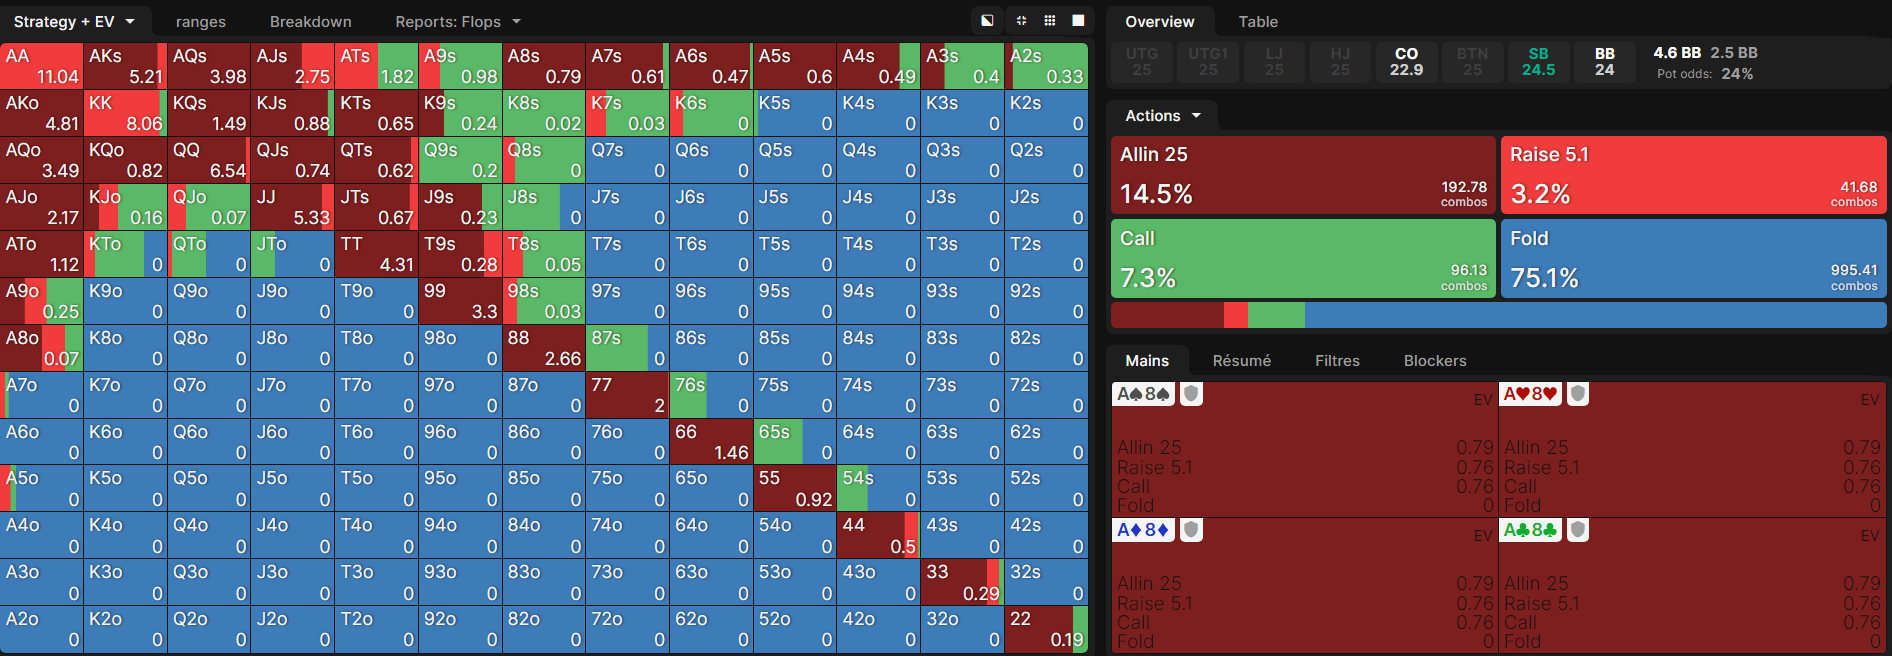 Strategy + EV ranges Breakdown Reports: Flops
AA AKs AQs AJs ATs A9s A8s A7s A6s A5s A4s A3s A2s
11.04 5.21 3.98 2.75 1.82 0.98 0.79 0.61 0.47 0.6 0.49 0.4 0.33
AKo KK KQs KJs KTs K9s K8s K7s K6s K5s K4s K3s K2s
4.81 8.06 1.49 0.88 0.65 0.24 0.02 0.03 0 0 0 0 0
AQo KQo QQ QJs QTs Q9s Q8s Q7s Q6s Q5s Q4s Q3s Q2s
3.49 0.82 6.54 0.74 0.62 0.2 0 0 0 0 0 0 0
AJo KJo QJo JJ JTs J9s J8s J7s J6s J5s J4s J3s J2s
2.17 0.16 0.07 5.33 0.67 0.23 0 0 0 0 0 0 0
ATo KTo QTo JTo TT T9s T8s T7s T6s T5s T4s T3s T2s
1.12 0 0 0 4.31 0.28 0.05 0 0 0 0 0 0
A9o K9o Q9o J9o T9o 99 98s 97s 96s 95s 94s 93s 92s
0.25 0 0 0 0 3.3 0.03 0 0 0 0 0 0
A8o K8o Q8o J8o T8o 98o 88 87s 86s 85s 84s 83s 82s
0.07 0 0 0 0 0 2.66 0 0 0 0 0 0
A7o K7o Q7o J7o T7o 97o 87o 77 76s 75s 74s 73s 72s
0 0 0 0 0 0 0 2 0 0 0 0 0
A6o K6o Q6o J6o T6o 96o 86o 76o 66 65s 64s 63s 62s
0 0 0 0 0 0 0 0 1.46 0 0 0 0
A5o K5o Q5o J5o T5o 95o 85o 75o 65o 55 54s 53s 52s
0 0 0 0 0 0 0 0 0 0.92 0 0 0
A4o K4o Q4o J4o T4o 94o 84o 74o 64o 54o 44 43s 42s
0 0 0 0 0 0 0 0 0 0 0.5 0 0
A3o K3o Q3o J3o T3o 93o 83o 73o 63o 53o 43o 33 32s
0 0 0 0 0 0 0 0 0 0 0 0.29 0
A2o K2o Q2o J2o T2o 92o 82o 72o 62o 52o 42o 32o 22
0 0 0 0 0 0 0 0 0 0 0 0 0.19
Overview Table
UTG UTG1 LJ HJ CO BTN SB BB 4.6 BB 2.5 BB
25 25 25 25 22.9 25 24.5 24 Pot odds: 24%
Actions
Allin 25 Raise 5.1
14.5% 192.78 combos 3.2% 41.68 combos
Call Fold
7.3% 96.13 combos 75.1% 995.41 combos
Mains Résumé Filtres Blockers
A♠8♠ EV A♥8♥ EV
Allin 25 0.79 Allin 25 0.79
Raise 5.1 0.76 Raise 5.1 0.76
Call 0.76 Call 0.76
Fold 0 Fold 0
A♦8♦ EV A♣8♣ EV
Allin 25 0.79 Allin 25 0.79
Raise 5.1 0.76 Raise 5.1 0.76
Call 0.76 Call 0.76
Fold 0 Fold 0